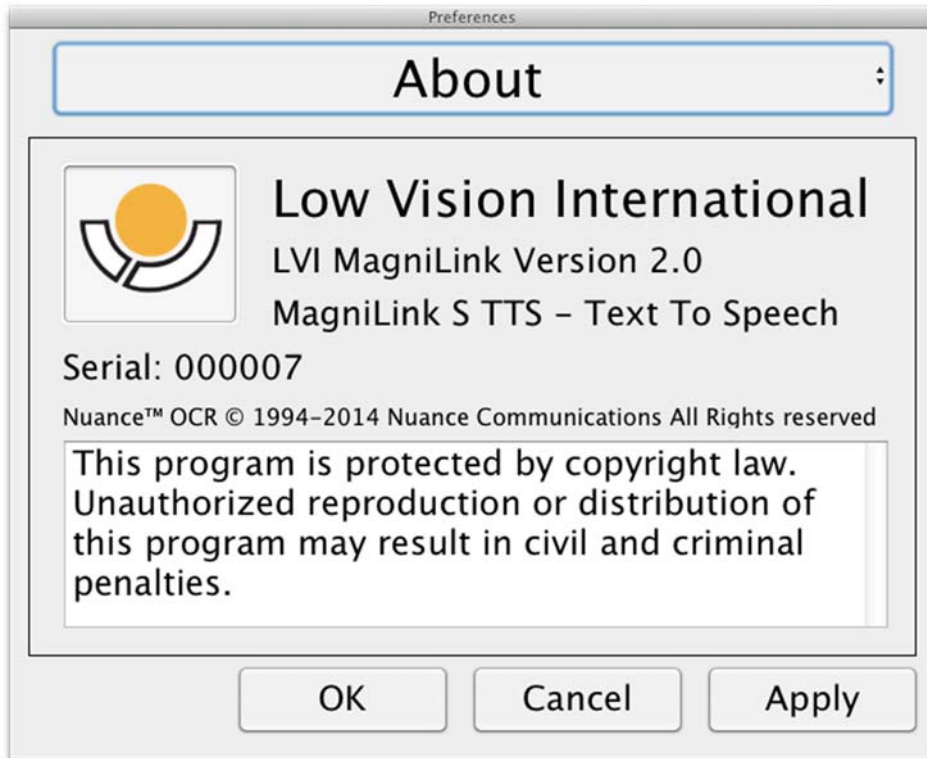 Preferences
About
Low Vision International
LVI MagniLink Version 2.0
MagniLink S TTS – Text To Speech
Serial: 000007
Nuance™ OCR © 1994–2014 Nuance Communications All Rights reserved
This program is protected by copyright law.
Unauthorized reproduction or distribution of
this program may result in civil and criminal
penalties.
OK Cancel Apply